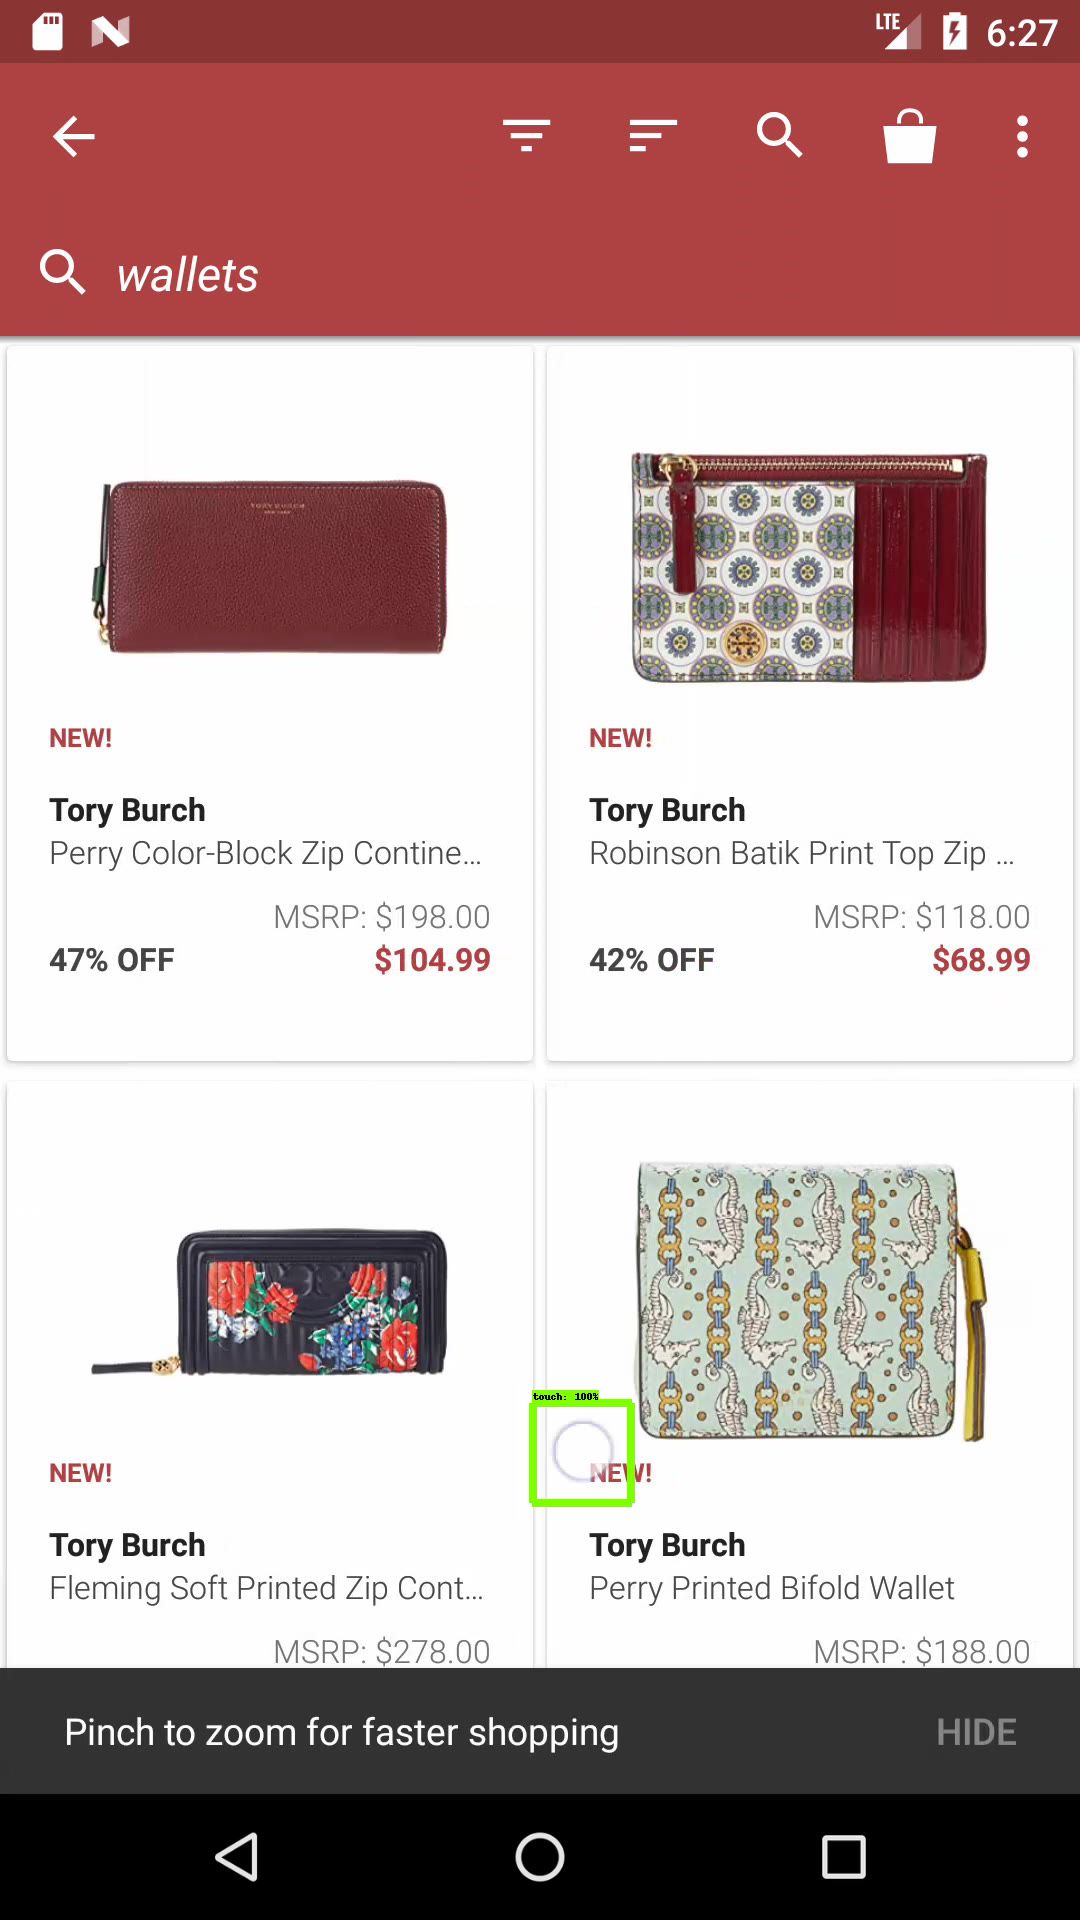 LTE 6:27
wallets
TORY BURCH
NEW!
Tory Burch
Perry Color-Block Zip Contine...
MSRP: $198.00
47% OFF $104.99
NEW!
Tory Burch
Robinson Batik Print Top Zip ...
MSRP: $118.00
42% OFF $68.99
NEW!
Tory Burch
Fleming Soft Printed Zip Cont...
MSRP: $278.00
touch: 100%
NEW!
Tory Burch
Perry Printed Bifold Wallet
MSRP: $188.00
Pinch to zoom for faster shopping HIDE